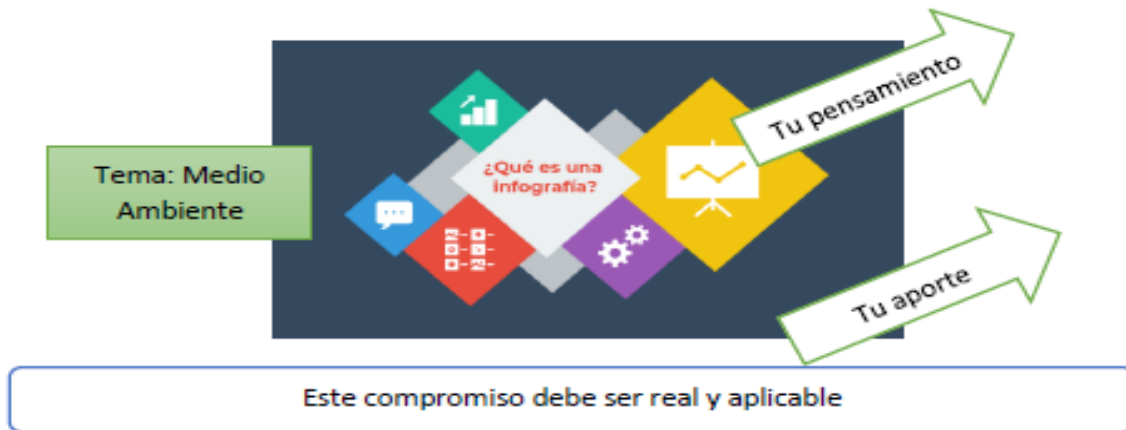 Tu pensamiento
¿Qué es una
infografía?
Tema: Medio
Ambiente
Tu aporte
Este compromiso debe ser real y aplicable